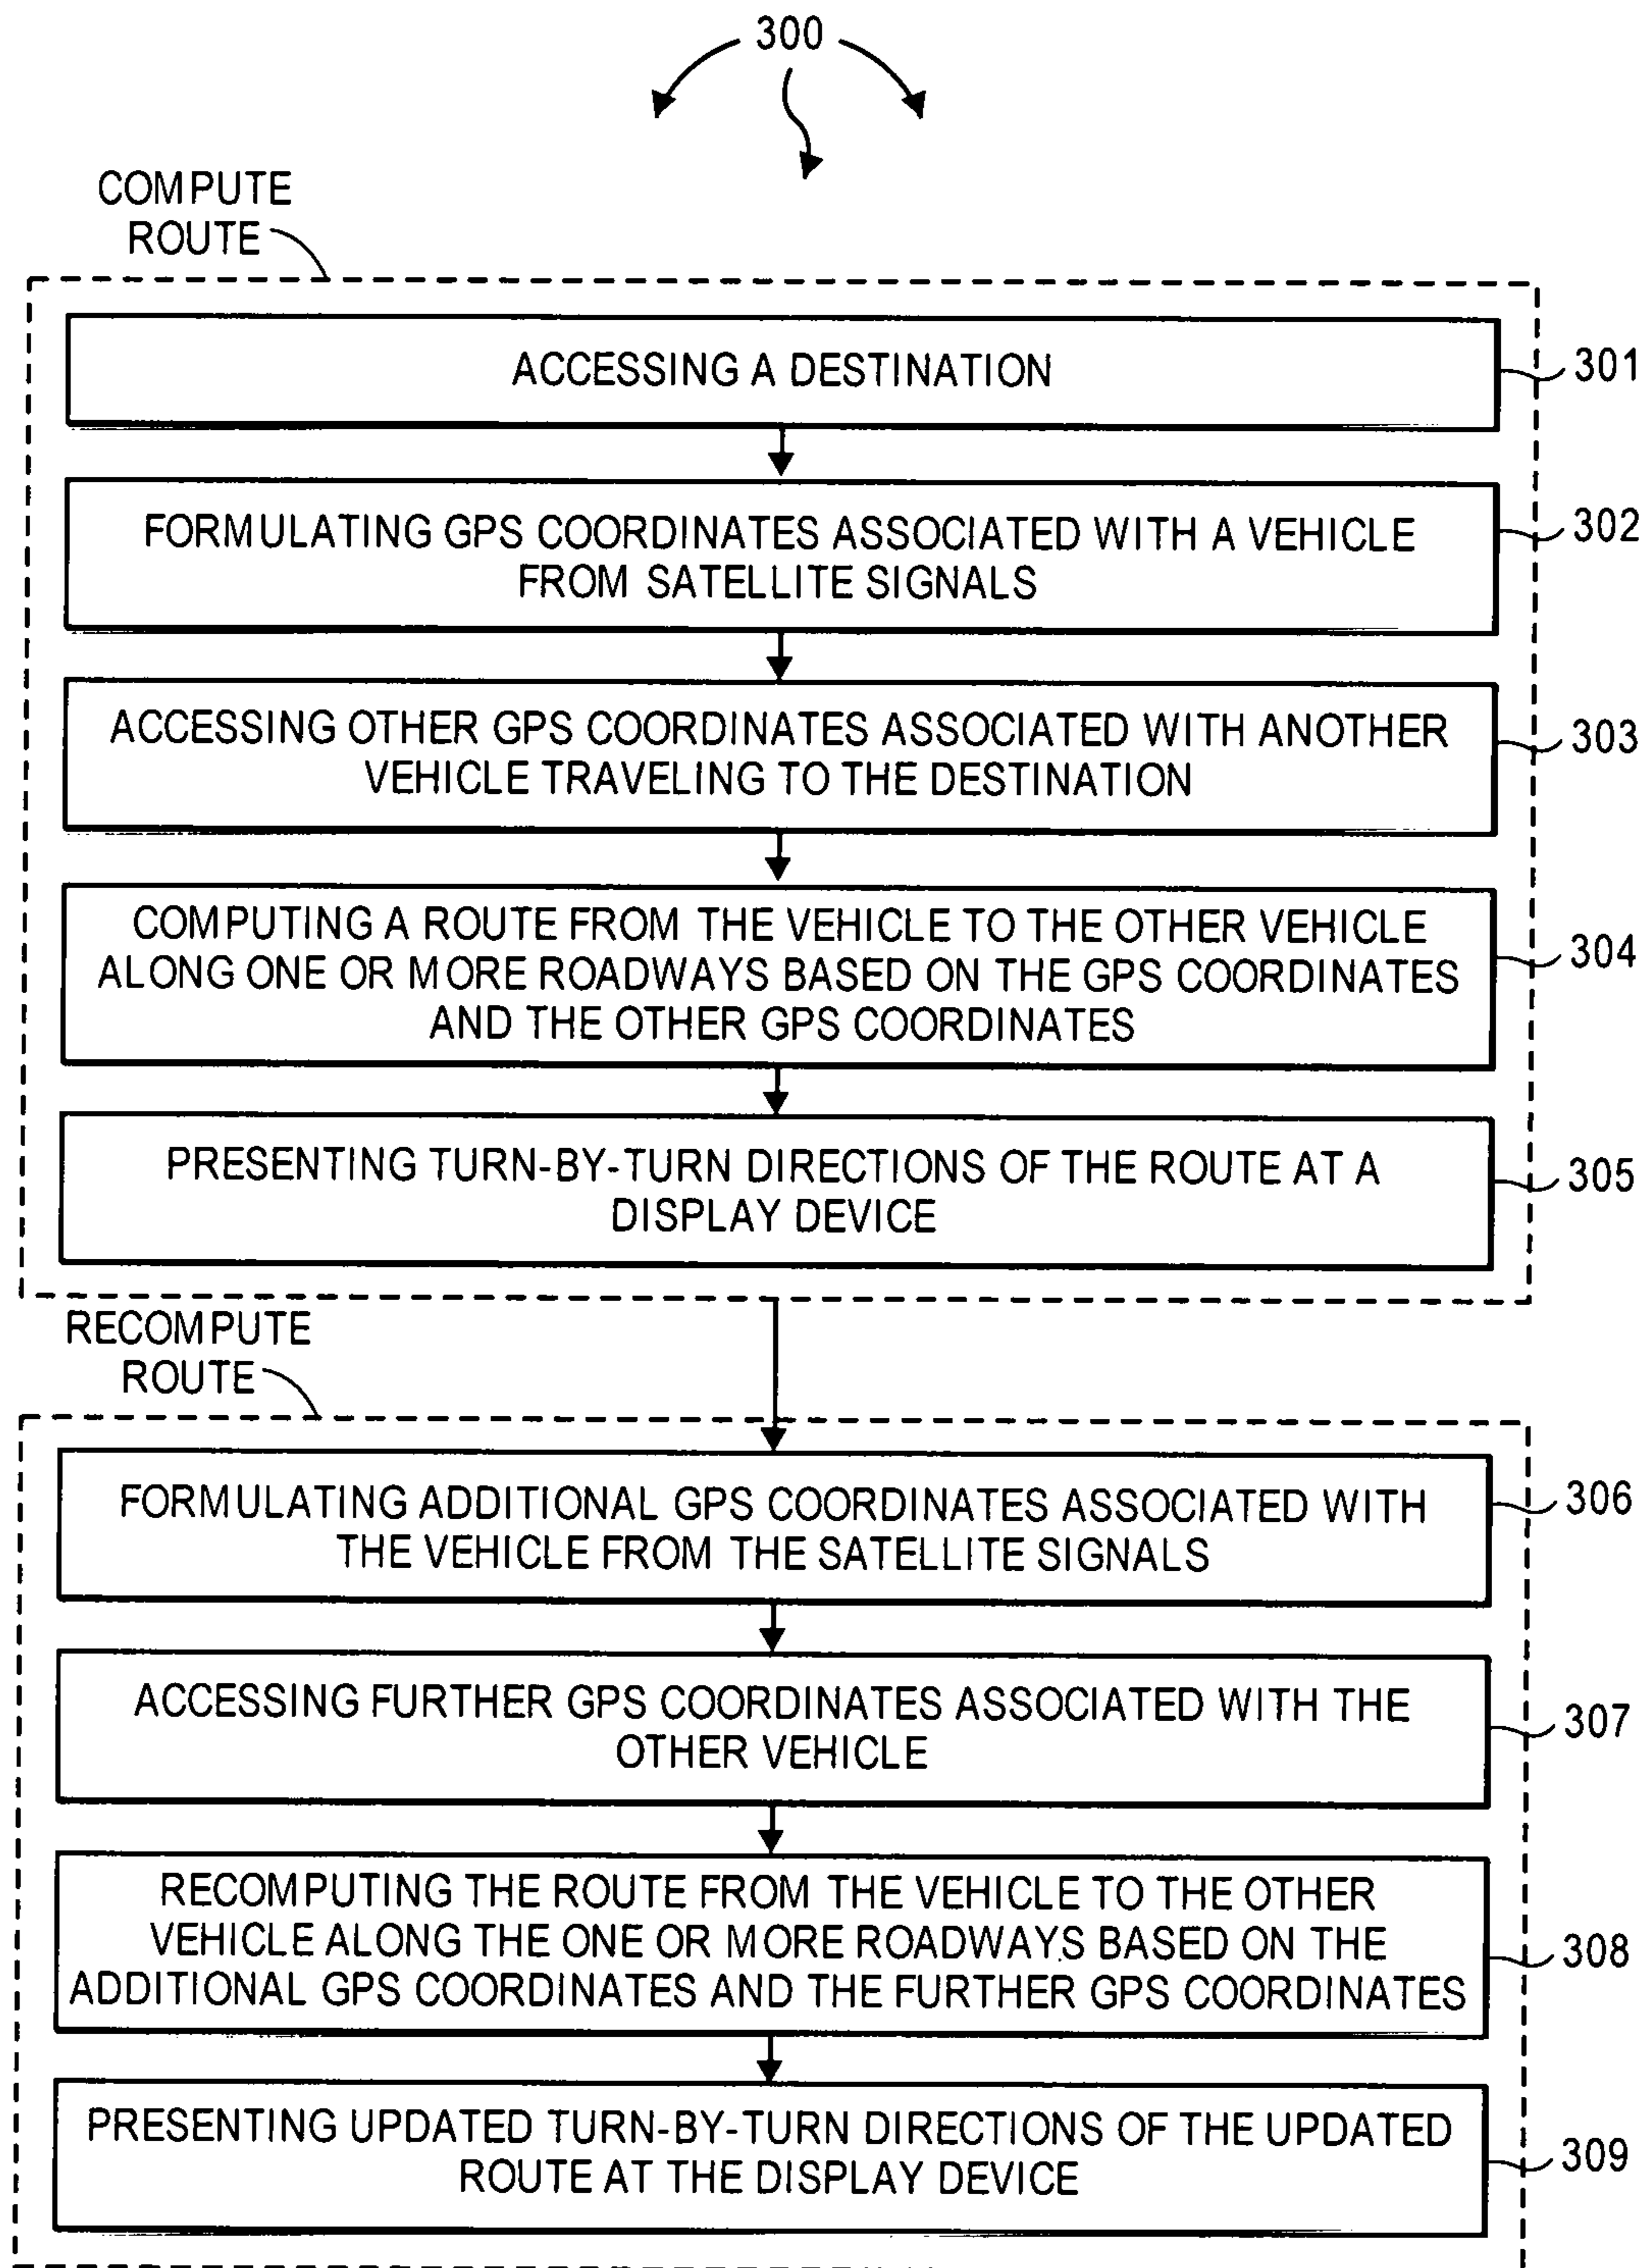 300
COMPUTE
ROUTE
ACCESSING A DESTINATION
301
FORMULATING GPS COORDINATES ASSOCIATED WITH A VEHICLE
FROM SATELLITE SIGNALS
302
ACCESSING OTHER GPS COORDINATES ASSOCIATED WITH ANOTHER
VEHICLE TRAVELING TO THE DESTINATION
303
COMPUTING A ROUTE FROM THE VEHICLE TO THE OTHER VEHICLE
ALONG ONE OR MORE ROADWAYS BASED ON THE GPS COORDINATES
AND THE OTHER GPS COORDINATES
304
PRESENTING TURN-BY-TURN DIRECTIONS OF THE ROUTE AT A
DISPLAY DEVICE
305
RECOMPUTE
ROUTE
FORMULATING ADDITIONAL GPS COORDINATES ASSOCIATED WITH
THE VEHICLE FROM THE SATELLITE SIGNALS
306
ACCESSING FURTHER GPS COORDINATES ASSOCIATED WITH THE
OTHER VEHICLE
307
RECOMPUTING THE ROUTE FROM THE VEHICLE TO THE OTHER
VEHICLE ALONG THE ONE OR MORE ROADWAYS BASED ON THE
ADDITIONAL GPS COORDINATES AND THE FURTHER GPS COORDINATES
308
PRESENTING UPDATED TURN-BY-TURN DIRECTIONS OF THE UPDATED
ROUTE AT THE DISPLAY DEVICE
309